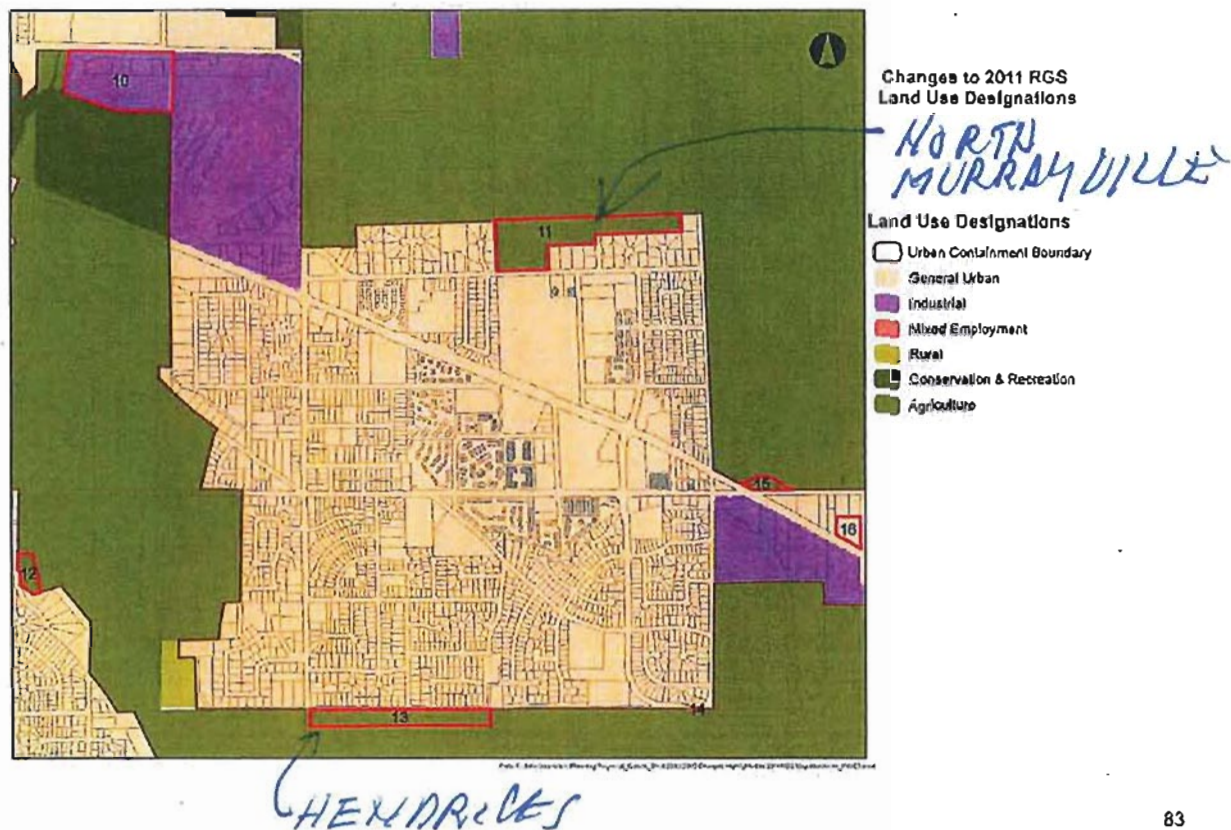 Changes to 2011 RGS
Land Use Designations
NORTH
MURRAYVILLE
Land Use Designations
Urban Containment Boundary
General Urban
Industrial
Mixed Employment
Rural
Conservation & Recreation
Agriculture
10
11
12
13
14
15
16
HENDRICKS
83